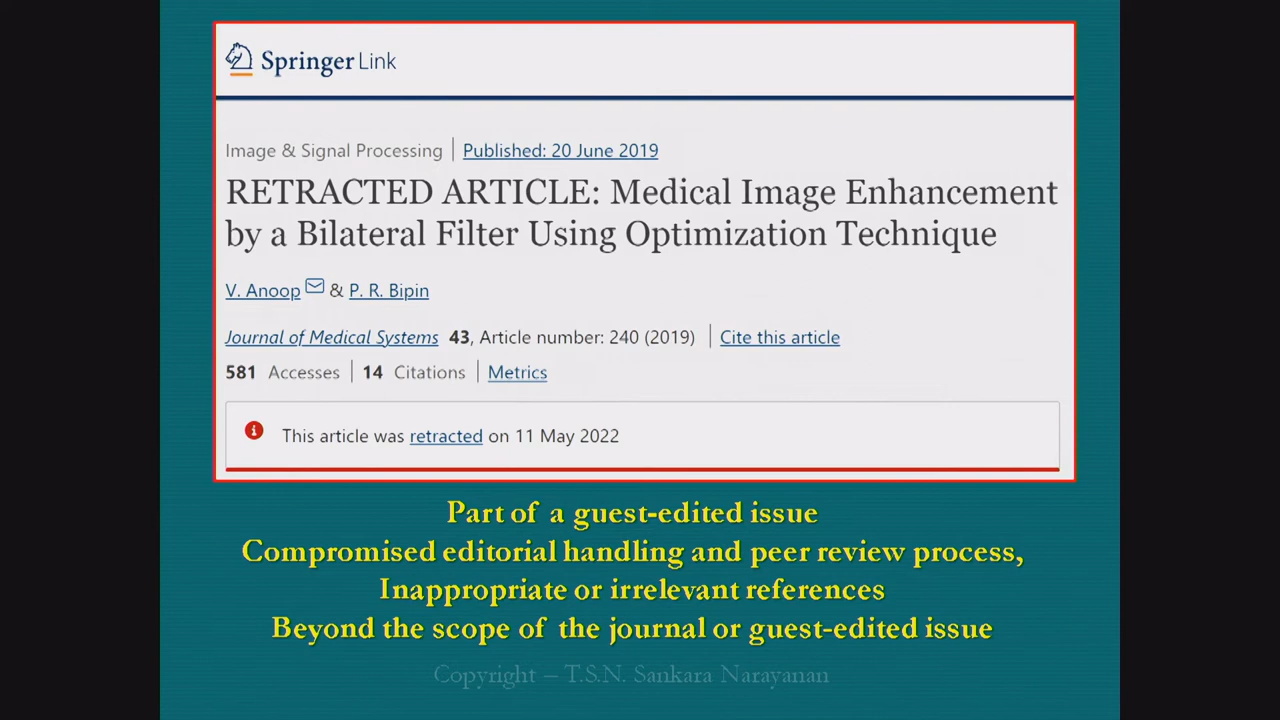 Springer Link
Image & Signal Processing | Published: 20 June 2019
RETRACTED ARTICLE: Medical Image Enhancement
by a Bilateral Filter Using Optimization Technique
V. Anoop & P. R. Bipin
Journal of Medical Systems 43, Article number: 240 (2019) | Cite this article
581 Accesses | 14 Citations | Metrics
This article was retracted on 11 May 2022
Part of a guest-edited issue
Compromised editorial handling and peer review process,
Inappropriate or irrelevant references
Beyond the scope of the journal or guest-edited issue
Copyright – T.S.N. Sankara Narayanan